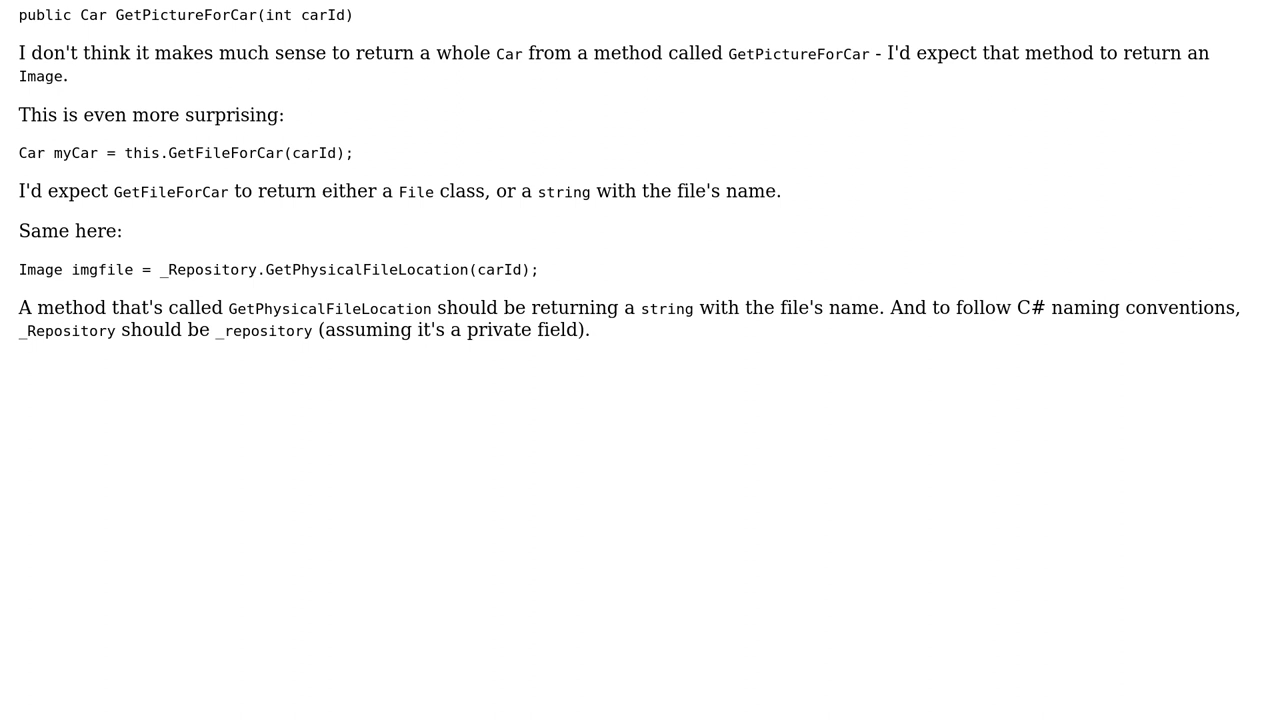 public Car GetPictureForCar(int carId)
I don't think it makes much sense to return a whole Car from a method called GetPictureForCar - I'd expect that method to return an
Image.
This is even more surprising:
Car myCar = this.GetFileForCar(carId);
I'd expect GetFileForCar to return either a File class, or a string with the file's name.
Same here:
Image imgfile = _Repository.GetPhysicalFileLocation(carId);
A method that's called GetPhysicalFileLocation should be returning a string with the file's name. And to follow C# naming conventions,
_Repository should be _repository (assuming it's a private field).